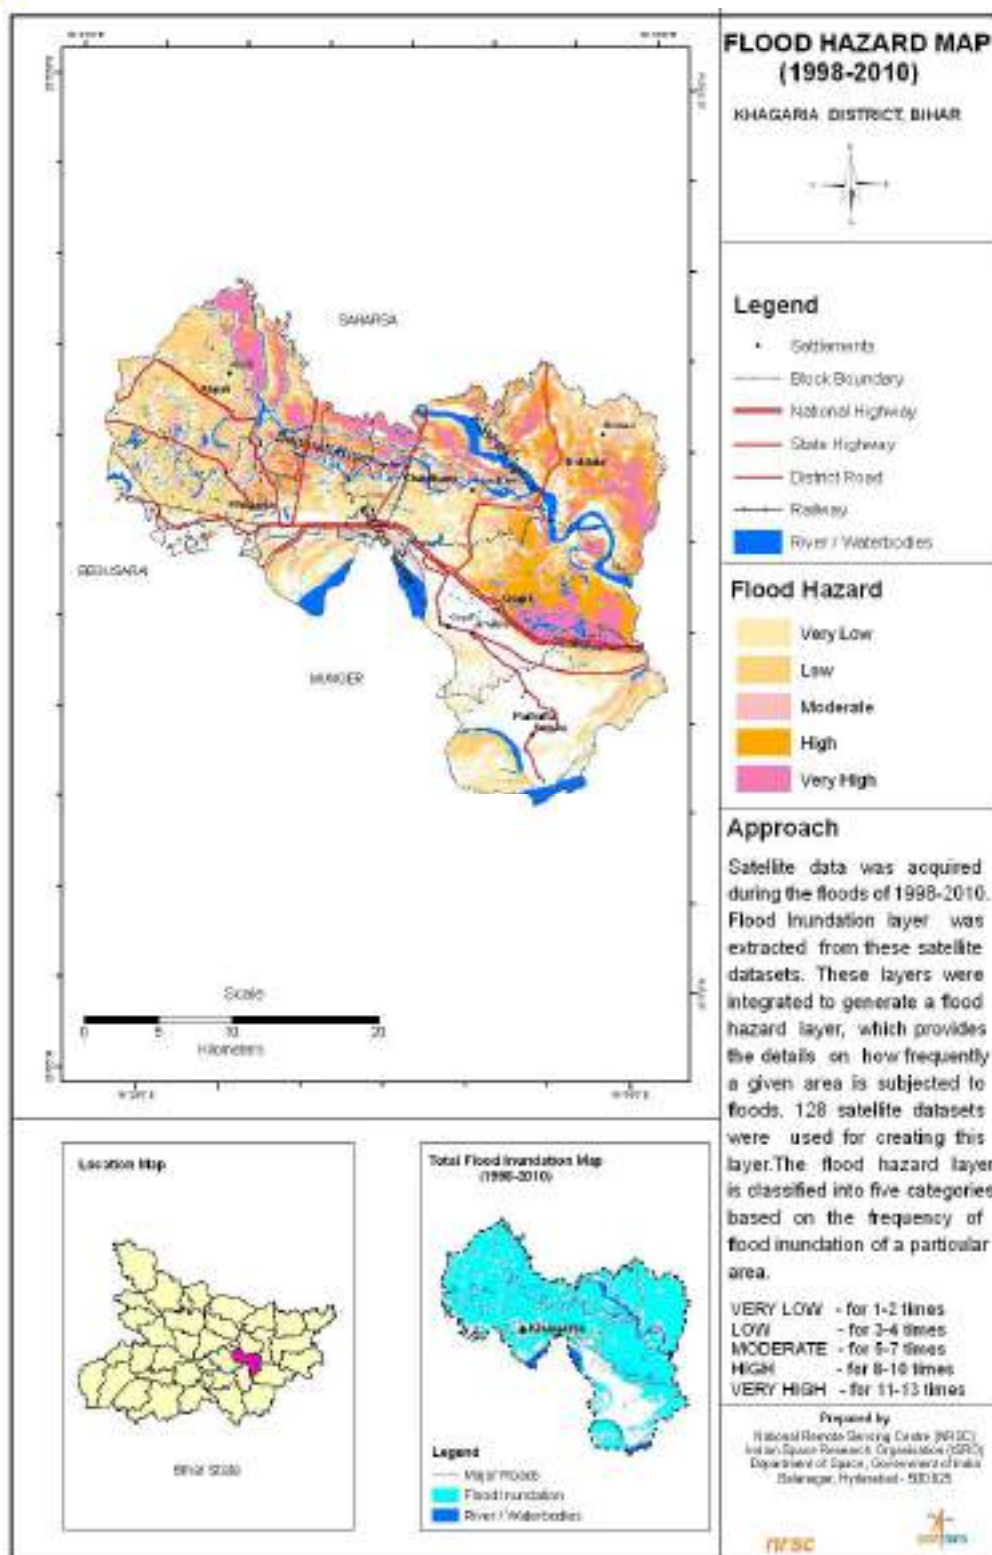 FLOOD HAZARD MAP
(1998-2010)
KHAGARIA DISTRICT, BIHAR
SAHARSA
BEGUSARAI
MUNGER
Scale
0 5 10 20
Kilometers
Legend
Settlements
Block Boundary
National Highway
State Highway
District Road
Railway
River / Waterbodies
Flood Hazard
Very Low
Low
Moderate
High
Very High
Approach
Satellite data was acquired
during the floods of 1998-2010.
Flood Inundation layer was
extracted from these satellite
datasets. These layers were
integrated to generate a flood
hazard layer, which provides
the details on how frequently
a given area is subjected to
floods. 128 satellite datasets
were used for creating this
layer.The flood hazard layer
is classified into five categories
based on the frequency of
flood inundation of a particular
area.
VERY LOW - for 1-2 times
LOW - for 3-4 times
MODERATE - for 5-7 times
HIGH - for 8-10 times
VERY HIGH - for 11-13 times
Prepared by
National Remote Sensing Centre (NRSC)
Indian Space Research Organisation (ISRO)
Department of Space, Government of India
Balanagar, Hyderabad - 500 625
nrsc
Location Map
Bihar State
Total Flood Inundation Map
(1998-2010)
Khagaria
Legend
Major Roads
Flood Inundation
River / Waterbodies